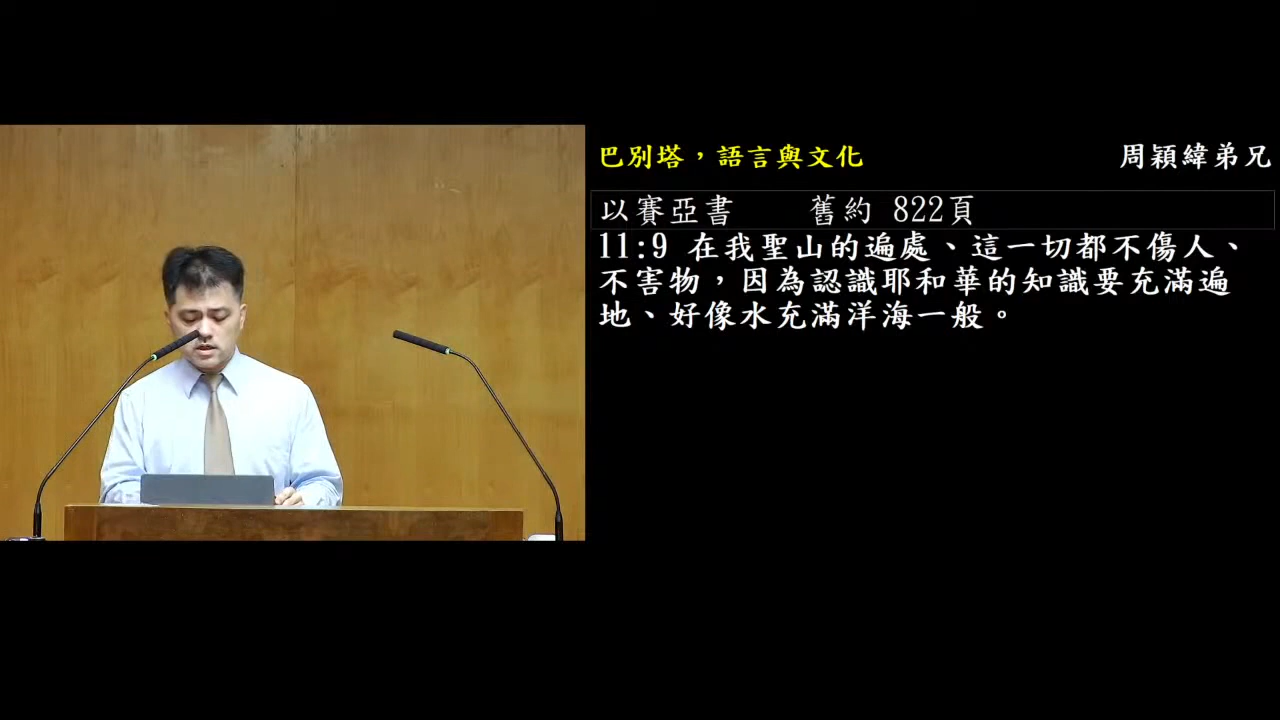 巴別塔，語言與文化 周穎緯弟兄
以賽亞書 舊約 822頁
11:9 在我聖山的遍處、這一切都不傷人、
不害物，因為認識耶和華的知識要充滿遍
地、好像水充滿洋海一般。